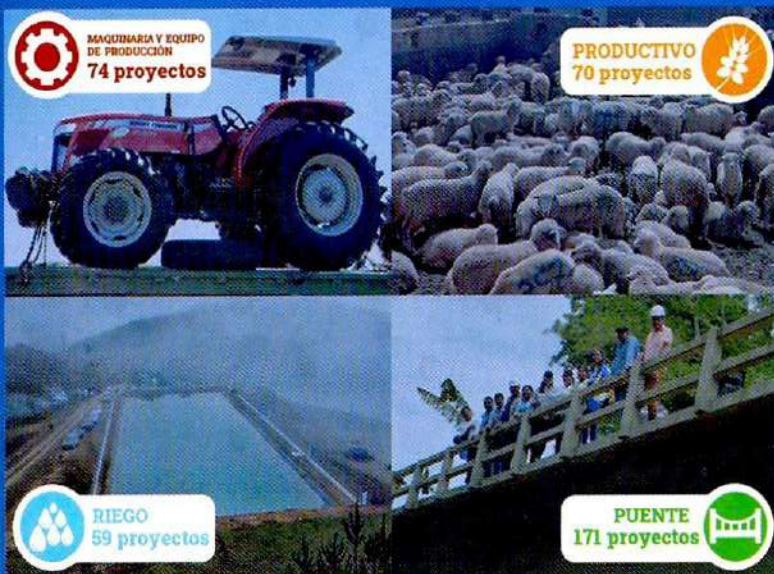 MAQUINARIA Y EQUIPO
DE PRODUCCIÓN
74 proyectos
PRODUCTIVO
70 proyectos
RIEGO
59 proyectos
PUENTE
171 proyectos